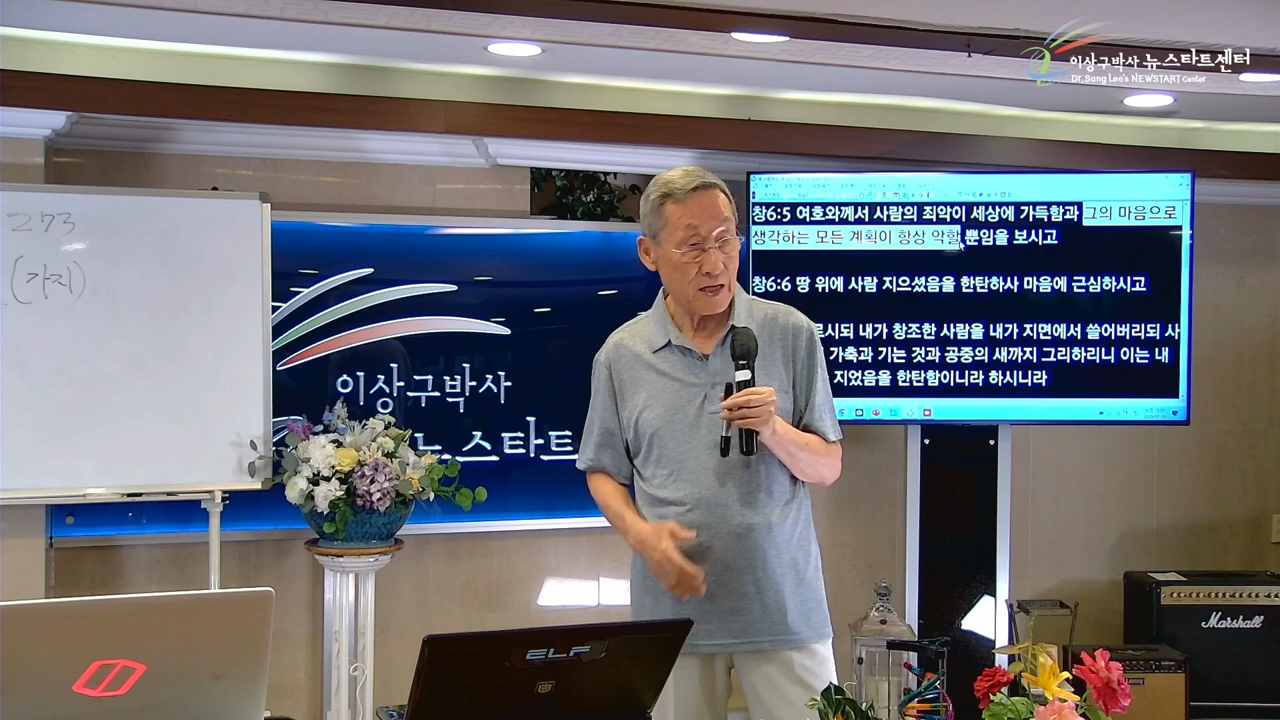 이상구박사 뉴스타트센터
Dr. Sang Lee's NEWSTART Center
273
(가지)
이상구박사
뉴스타트
창6:5 여호와께서 사람의 죄악이 세상에 가득함과 그의 마음으로
생각하는 모든 계획이 항상 악할 뿐임을 보시고
창6:6 땅 위에 사람 지으셨음을 한탄하사 마음에 근심하시고
르시되 내가 창조한 사람을 내가 지면에서 쓸어버리되 사
가축과 기는 것과 공중의 새까지 그리하리니 이는 내
지었음을 한탄함이니라 하시니라
ELF
Marshall